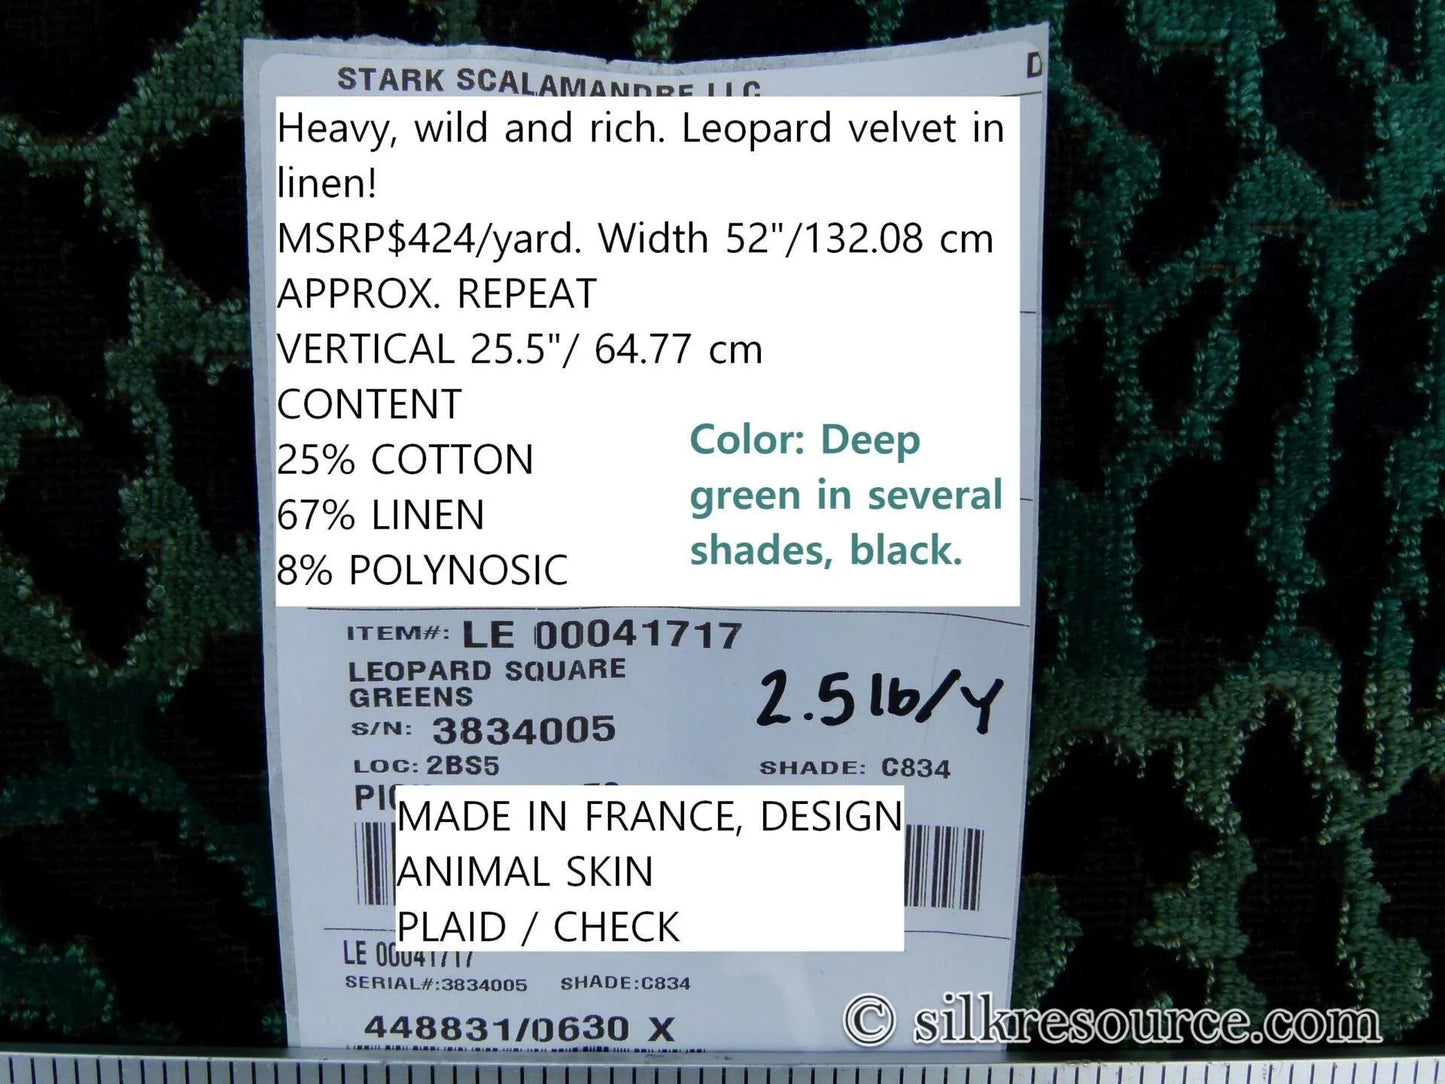 STARK SCALAMANDRE LLC
D
Heavy, wild and rich. Leopard velvet in
linen!
MSRP$424/yard. Width 52"/132.08 cm
APPROX. REPEAT
VERTICAL 25.5"/ 64.77 cm
CONTENT
25% COTTON
67% LINEN
8% POLYNOSIC
Color: Deep
green in several
shades, black.
ITEM#: LE 00041717
LEOPARD SQUARE
GREENS
2.5 lb/Y
S/N: 3834005
LOC: 2BS5
SHADE: C834
MADE IN FRANCE, DESIGN
ANIMAL SKIN
PLAID / CHECK
LE 00041717
SERIAL#:3834005 SHADE:C834
448831/0630 X
© silkresource.com